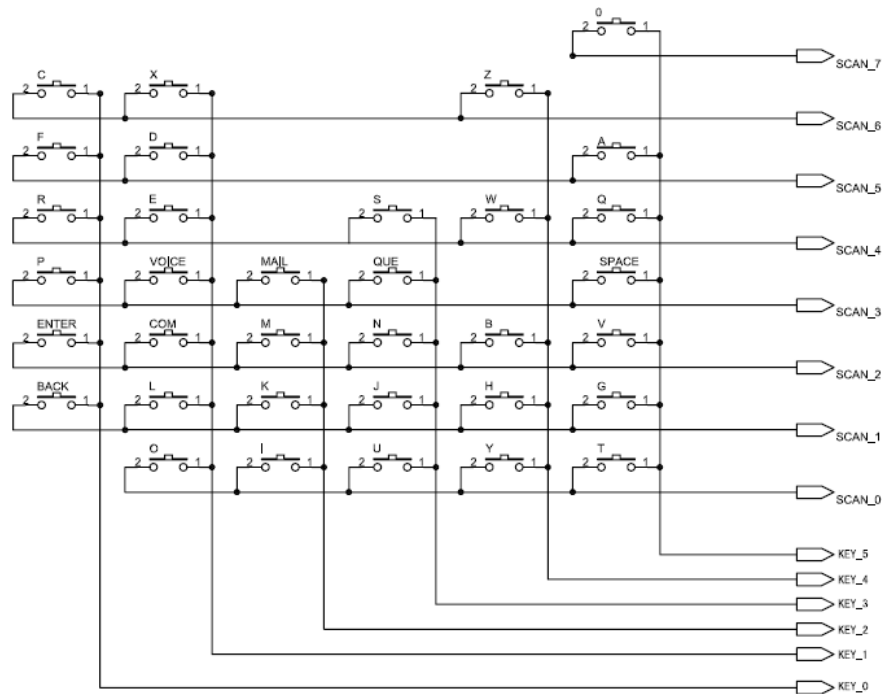 0
2 1
SCAN_7
C X Z
2 1 2 1 2 1
SCAN_6
F D A
2 1 2 1 2 1
SCAN_5
R E S W Q
2 1 2 1 2 1 2 1 2 1
SCAN_4
P VOICE MAIL QUE SPACE
2 1 2 1 2 1 2 1 2 1
SCAN_3
ENTER COM M N B V
2 1 2 1 2 1 2 1 2 1 2 1
SCAN_2
BACK L K J H G
2 1 2 1 2 1 2 1 2 1 2 1
SCAN_1
O I U Y T
2 1 2 1 2 1 2 1 2 1
SCAN_0
KEY_5
KEY_4
KEY_3
KEY_2
KEY_1
KEY_0